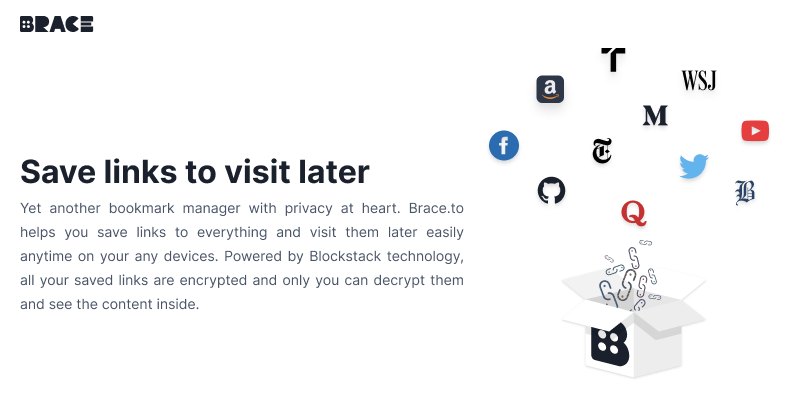 BRACE
T
WSJ
a
M
f
T
B
Q
Save links to visit later
Yet another bookmark manager with privacy at heart. Brace.to
helps you save links to everything and visit them later easily
anytime on your any devices. Powered by Blockstack technology,
all your saved links are encrypted and only you can decrypt them
and see the content inside.
B